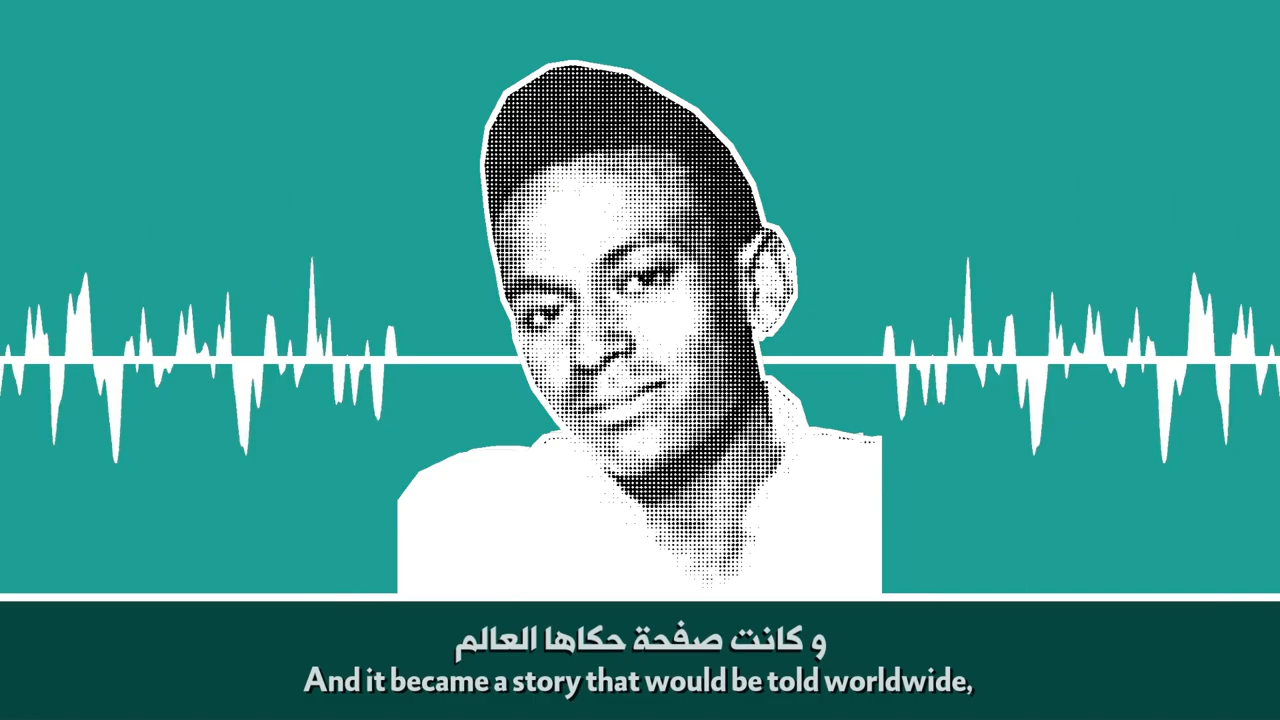 و كانت صفحة حكاها العالم
And it became a story that would be told worldwide,